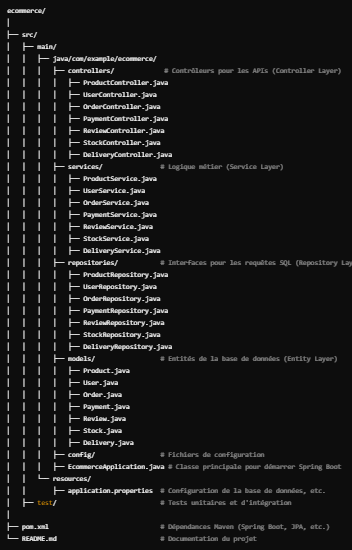 ecommerce/
│
├── src/
│   ├── main/
│   │   ├── java/com/example/ecommerce/
│   │   │   ├── controllers/            # Contrôleurs pour les APIs (Controller Layer)
│   │   │   │   ├── ProductController.java
│   │   │   │   ├── UserController.java
│   │   │   │   ├── OrderController.java
│   │   │   │   ├── PaymentController.java
│   │   │   │   ├── ReviewController.java
│   │   │   │   ├── StockController.java
│   │   │   │   ├── DeliveryController.java
│   │   │   ├── services/               # Logique métier (Service Layer)
│   │   │   │   ├── ProductService.java
│   │   │   │   ├── UserService.java
│   │   │   │   ├── OrderService.java
│   │   │   │   ├── PaymentService.java
│   │   │   │   ├── ReviewService.java
│   │   │   │   ├── StockService.java
│   │   │   │   ├── DeliveryService.java
│   │   │   ├── repositories/           # Interfaces pour les requêtes SQL (Repository Lay
│   │   │   │   ├── ProductRepository.java
│   │   │   │   ├── UserRepository.java
│   │   │   │   ├── OrderRepository.java
│   │   │   │   ├── PaymentRepository.java
│   │   │   │   ├── ReviewRepository.java
│   │   │   │   ├── StockRepository.java
│   │   │   │   ├── DeliveryRepository.java
│   │   │   ├── models/                 # Entités de la base de données (Entity Layer)
│   │   │   │   ├── Product.java
│   │   │   │   ├── User.java
│   │   │   │   ├── Order.java
│   │   │   │   ├── Payment.java
│   │   │   │   ├── Review.java
│   │   │   │   ├── Stock.java
│   │   │   │   ├── Delivery.java
│   │   │   ├── config/                 # Fichiers de configuration
│   │   │   ├── EcommerceApplication.java # Classe principale pour démarrer Spring Boot
│   │   └── resources/
│   │       ├── application.properties  # Configuration de la base de données, etc.
│   ├── test/                           # Tests unitaires et d'intégration
│
├── pom.xml                             # Dépendances Maven (Spring Boot, JPA, etc.)
└── README.md                           # Documentation du projet